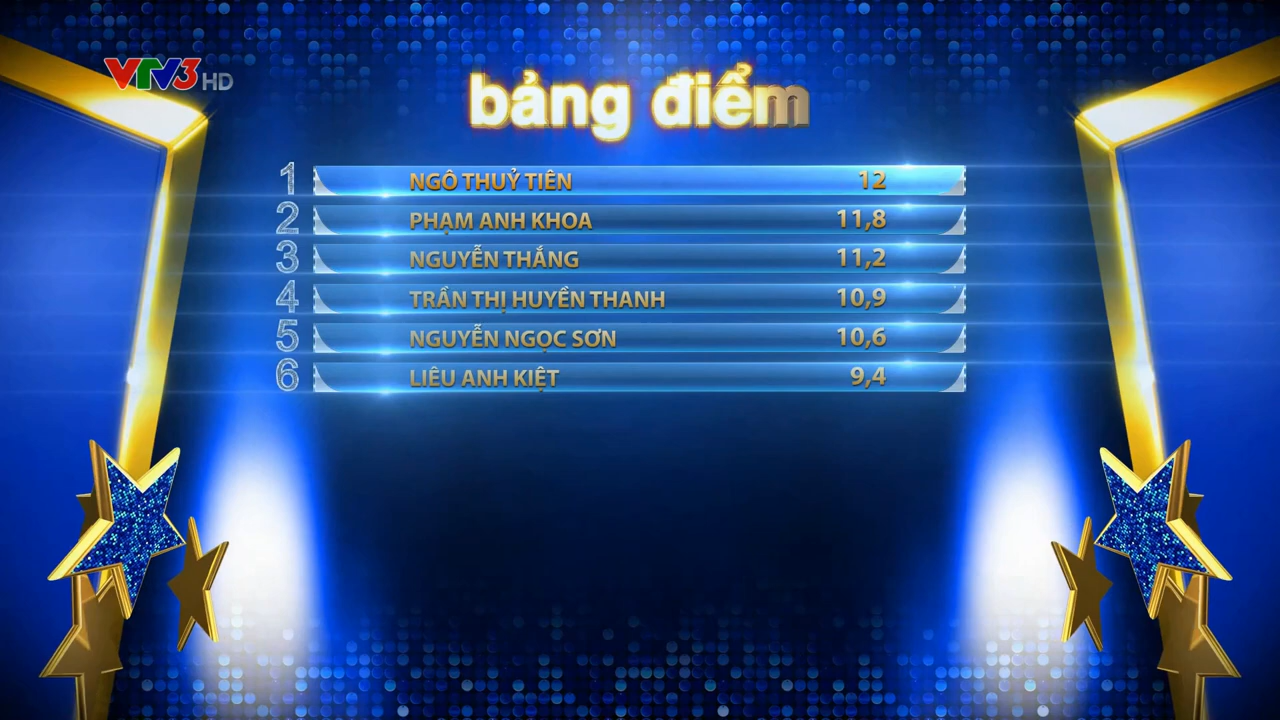 VTV3 HD
bảng điểm
1 NGÔ THUỶ TIÊN 12
2 PHẠM ANH KHOA 11,8
3 NGUYỄN THẮNG 11,2
4 TRẦN THỊ HUYỀN THANH 10,9
5 NGUYỄN NGỌC SƠN 10,6
6 LIÊU ANH KIỆT 9,4